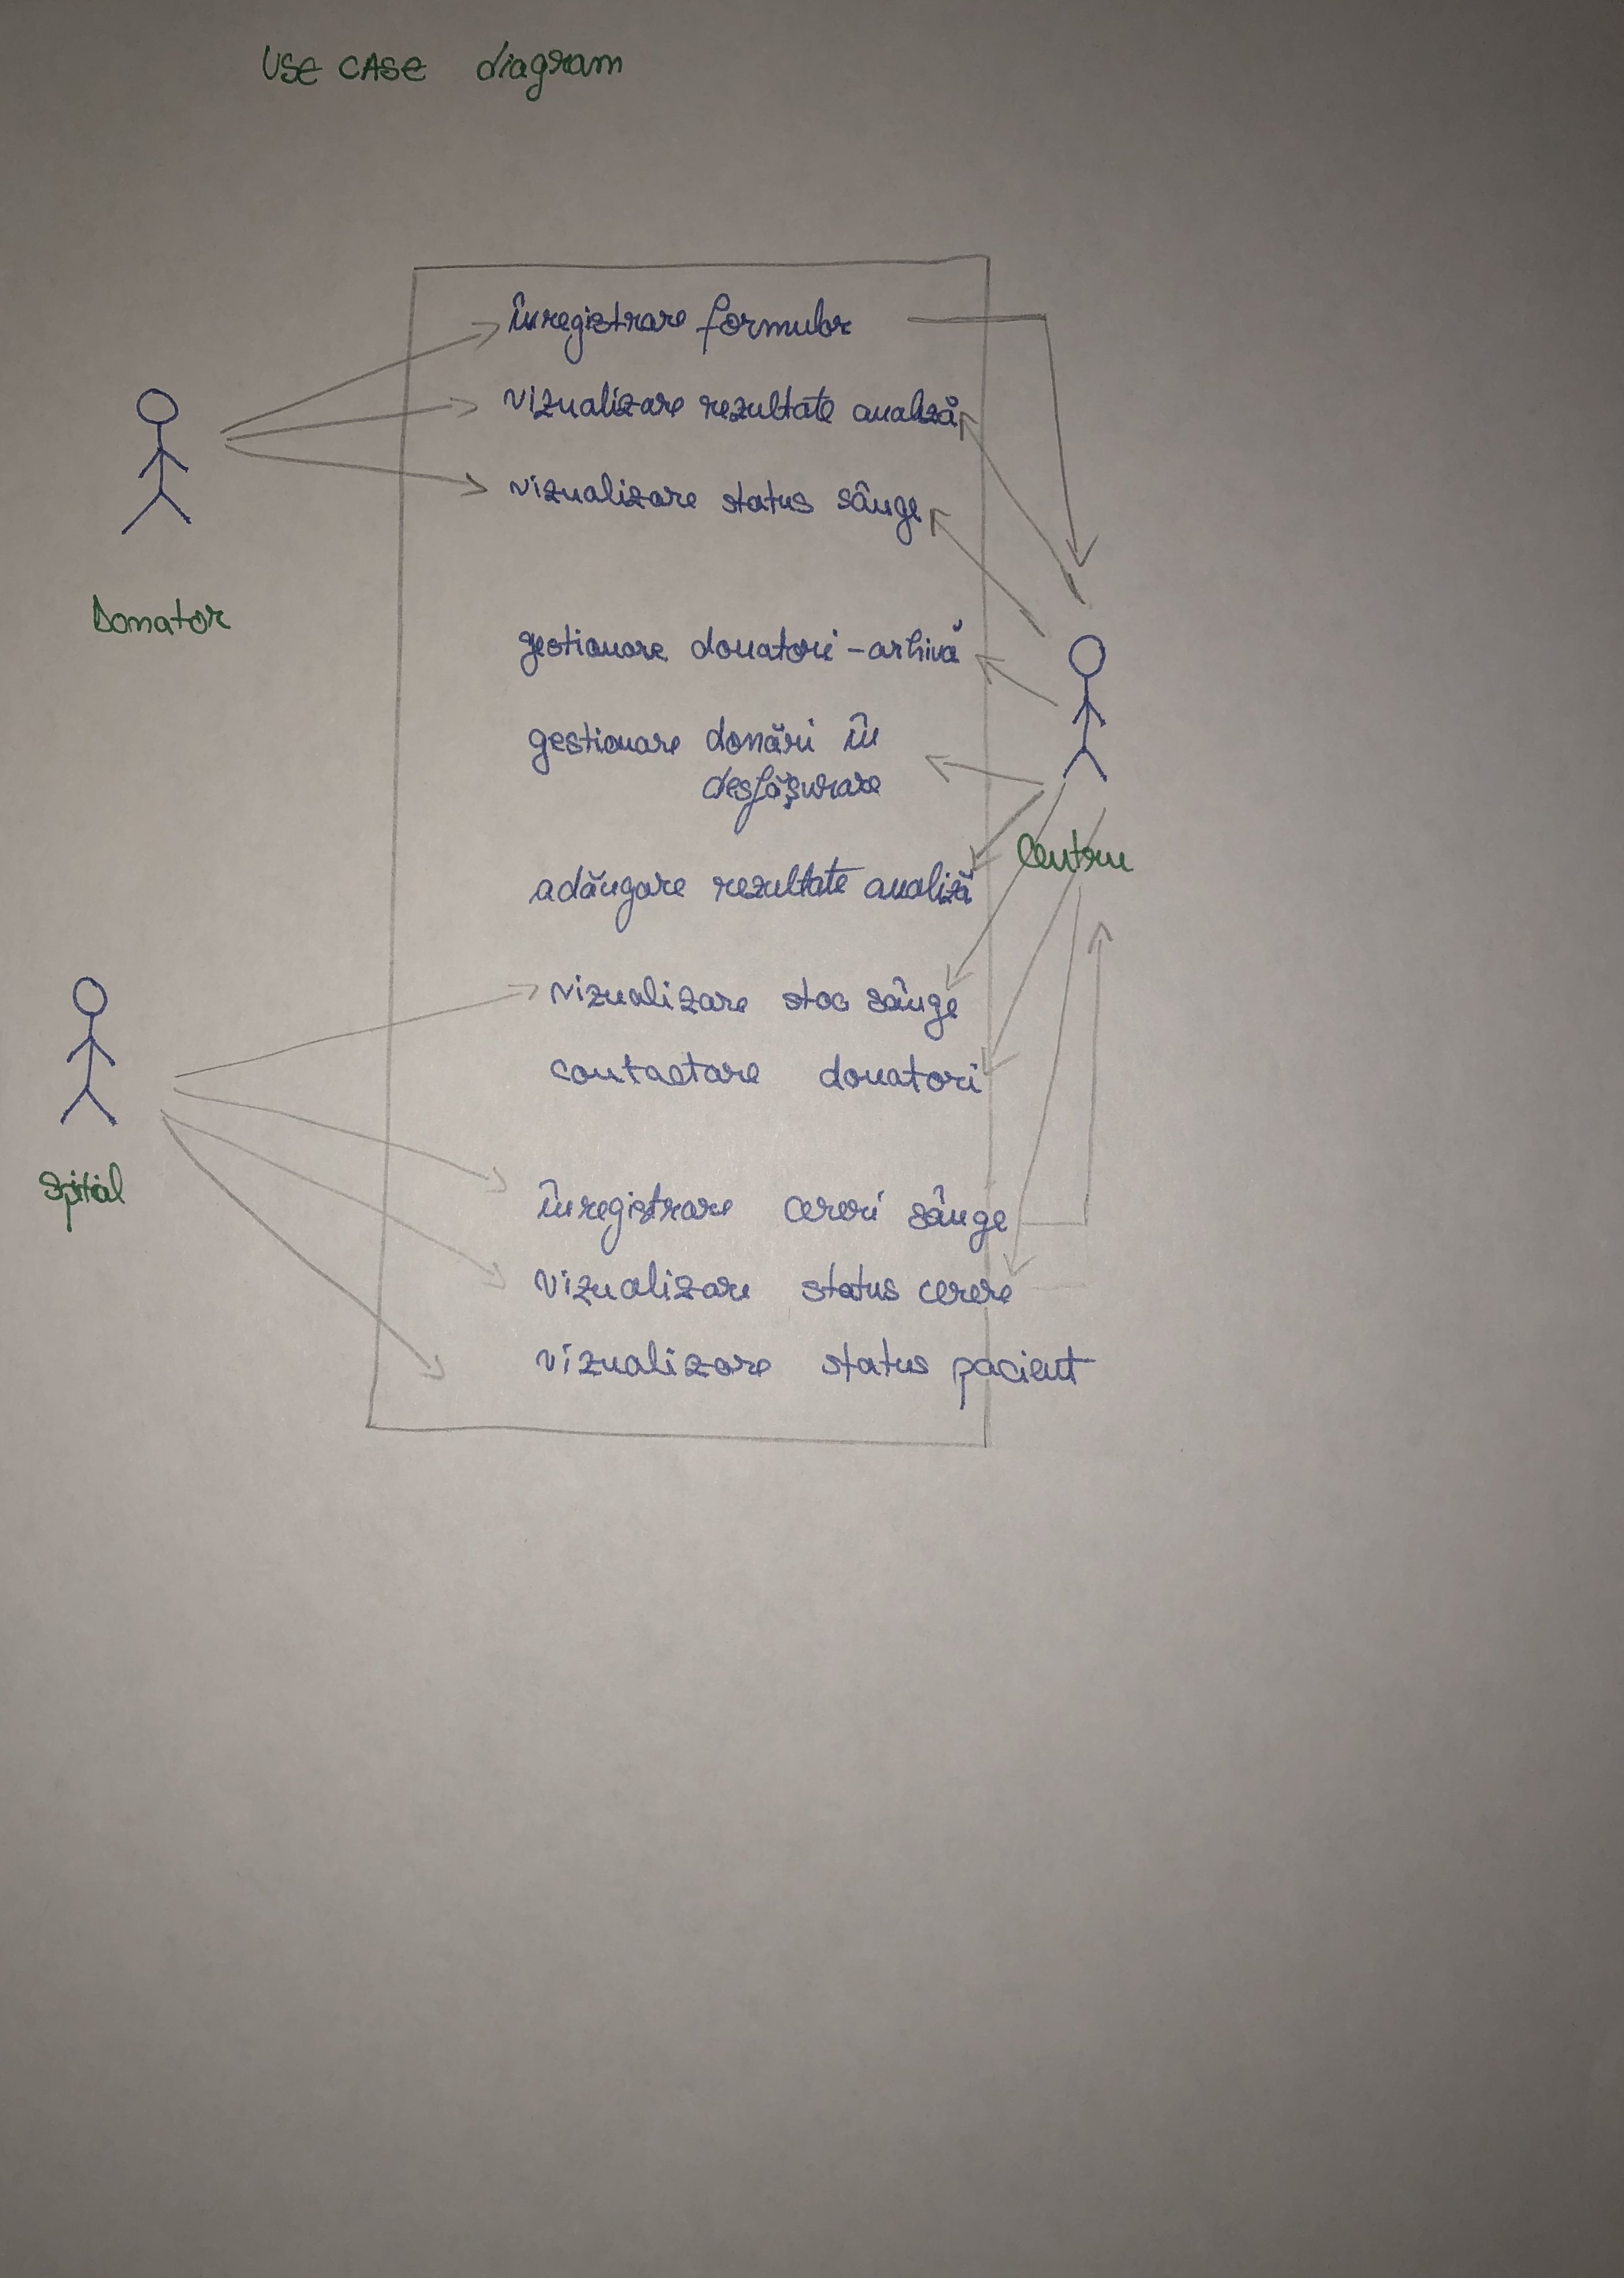 USE CASE diagram
înregistrare formular
vizualizare rezultate analiză
vizualizare status sânge
Donator
gestionare donatori - arhivă
gestionare donări în
desfășurare
Centru
adăugare rezultate analiză
vizualizare stoc sânge
contactare donatori
Spital
înregistrare cereri sânge
vizualizare status cerere
vizualizare status pacient